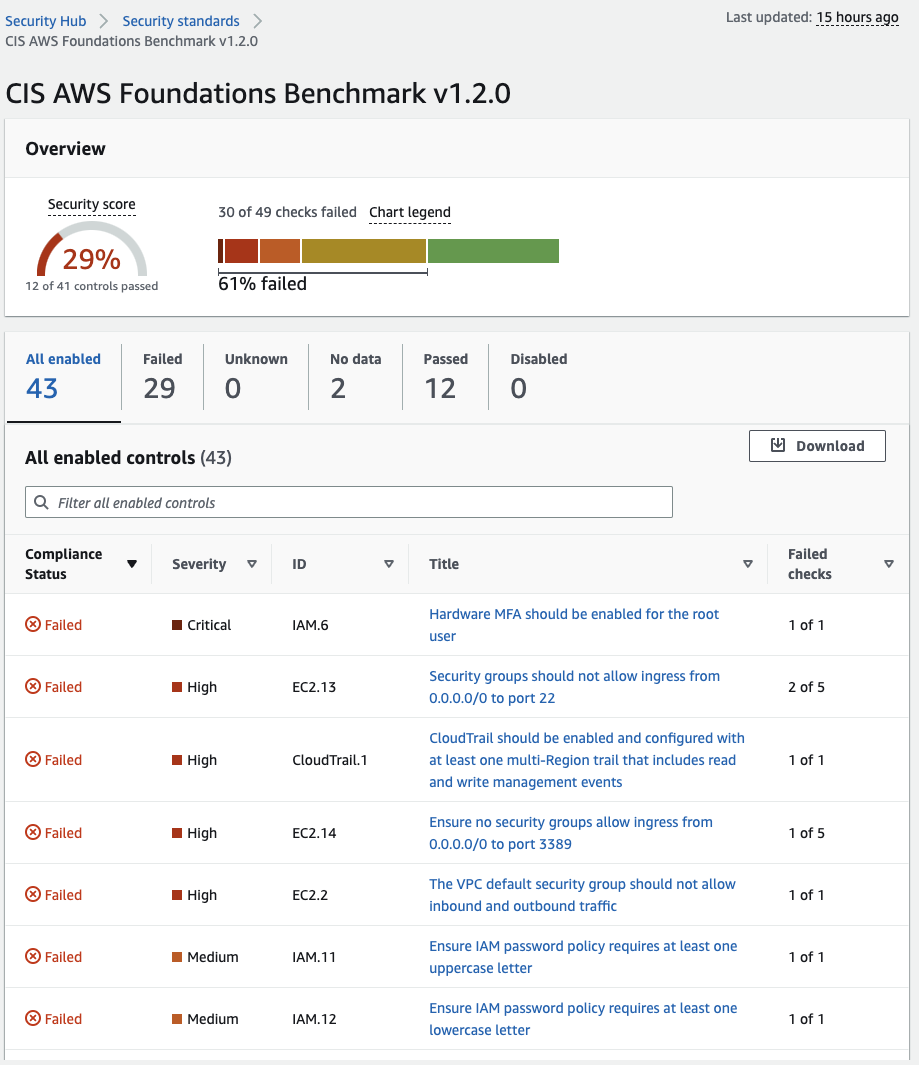 Security Hub > Security standards >
CIS AWS Foundations Benchmark v1.2.0
Last updated: 15 hours ago
CIS AWS Foundations Benchmark v1.2.0
Overview
Security score
29%
12 of 41 controls passed
30 of 49 checks failed Chart legend
61% failed
All enabled
43
Failed
29
Unknown
0
No data
2
Passed
12
Disabled
0
All enabled controls (43)
Download
Filter all enabled controls
Compliance
Status
Severity
ID
Title
Failed
checks
Failed
Critical
IAM.6
Hardware MFA should be enabled for the root
user
1 of 1
Failed
High
EC2.13
Security groups should not allow ingress from
0.0.0.0/0 to port 22
2 of 5
Failed
High
CloudTrail.1
CloudTrail should be enabled and configured with
at least one multi-Region trail that includes read
and write management events
1 of 1
Failed
High
EC2.14
Ensure no security groups allow ingress from
0.0.0.0/0 to port 3389
1 of 5
Failed
High
EC2.2
The VPC default security group should not allow
inbound and outbound traffic
1 of 1
Failed
Medium
IAM.11
Ensure IAM password policy requires at least one
uppercase letter
1 of 1
Failed
Medium
IAM.12
Ensure IAM password policy requires at least one
lowercase letter
1 of 1